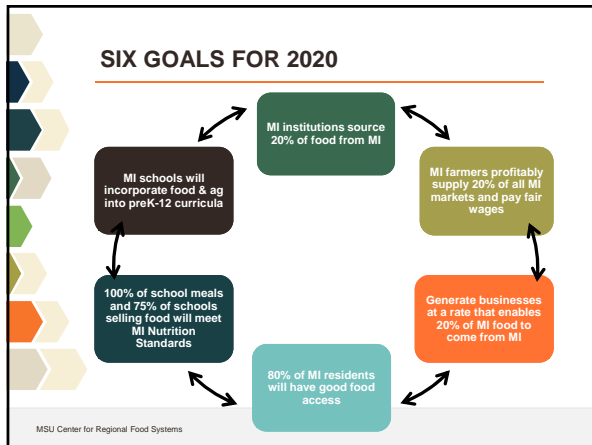 SIX GOALS FOR 2020
MI institutions source
20% of food from MI
MI farmers profitably
supply 20% of all MI
markets and pay fair
wages
Generate businesses
at a rate that enables
20% of MI food to
come from MI
80% of MI residents
will have good food
access
100% of school meals
and 75% of schools
selling food will meet
MI Nutrition
Standards
MI schools will
incorporate food & ag
into preK-12 curricula
MSU Center for Regional Food Systems